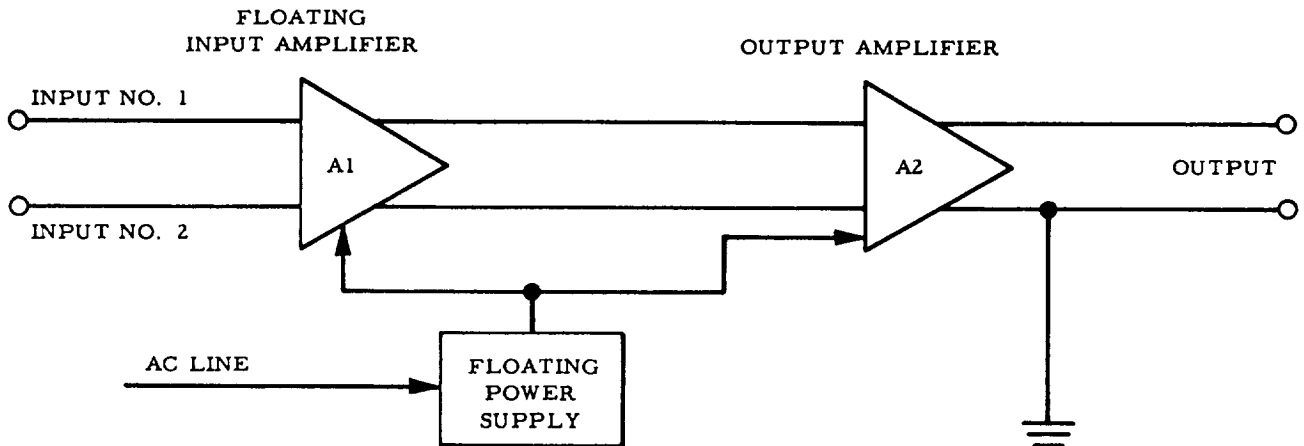 FLOATING
INPUT AMPLIFIER
OUTPUT AMPLIFIER
INPUT NO. 1
A1
A2
OUTPUT
INPUT NO. 2
AC LINE
FLOATING
POWER
SUPPLY